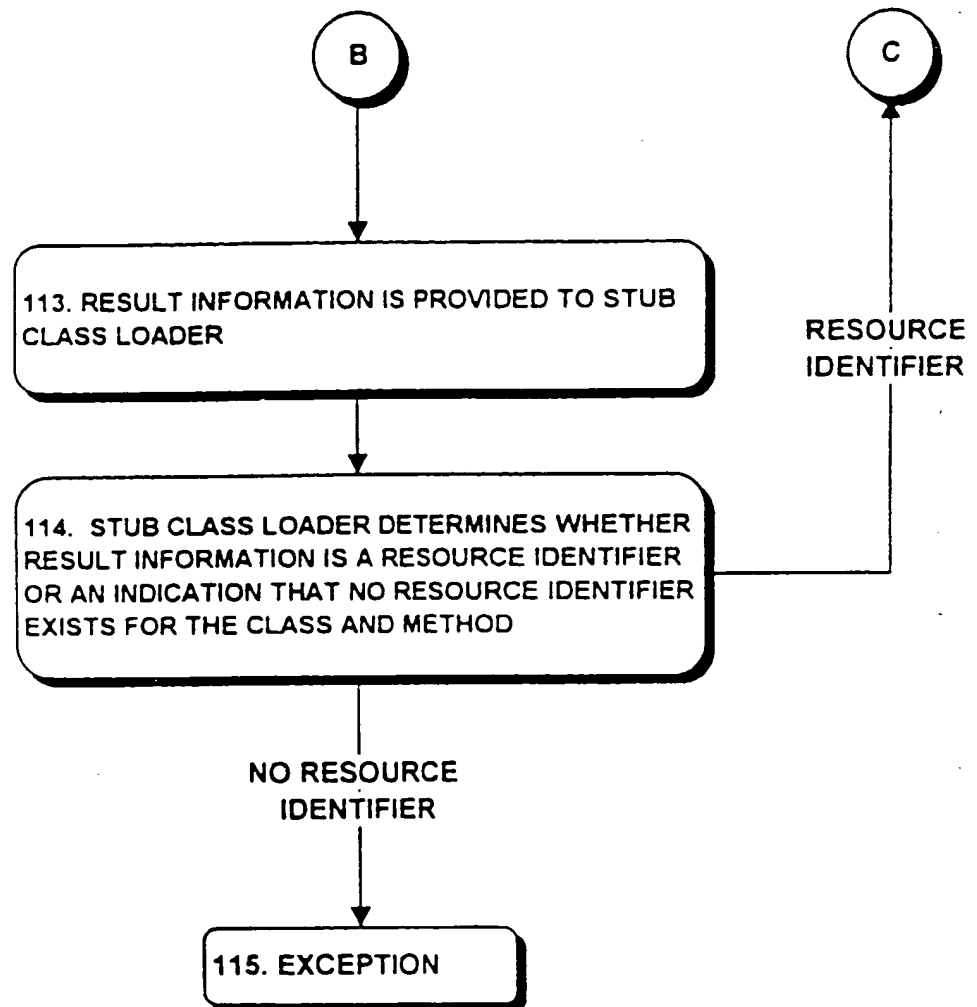 B
C
113. RESULT INFORMATION IS PROVIDED TO STUB
CLASS LOADER
RESOURCE
IDENTIFIER
114. STUB CLASS LOADER DETERMINES WHETHER
RESULT INFORMATION IS A RESOURCE IDENTIFIER
OR AN INDICATION THAT NO RESOURCE IDENTIFIER
EXISTS FOR THE CLASS AND METHOD
NO RESOURCE
IDENTIFIER
115. EXCEPTION